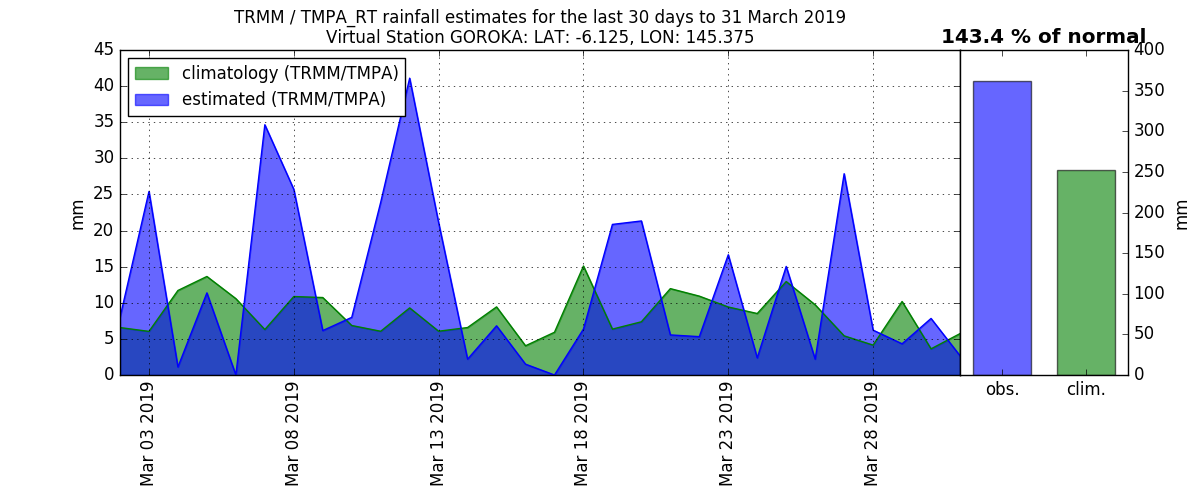 TRMM / TMPA_RT rainfall estimates for the last 30 days to 31 March 2019
Virtual Station GOROKA: LAT: -6.125, LON: 145.375
143.4 % of normal
climatology (TRMM/TMPA)
estimated (TRMM/TMPA)
mm
45
40
35
30
25
20
15
10
5
0
Mar 03 2019
Mar 08 2019
Mar 13 2019
Mar 18 2019
Mar 23 2019
Mar 28 2019
400
350
300
250
200
150
100
50
0
mm
obs.
clim.